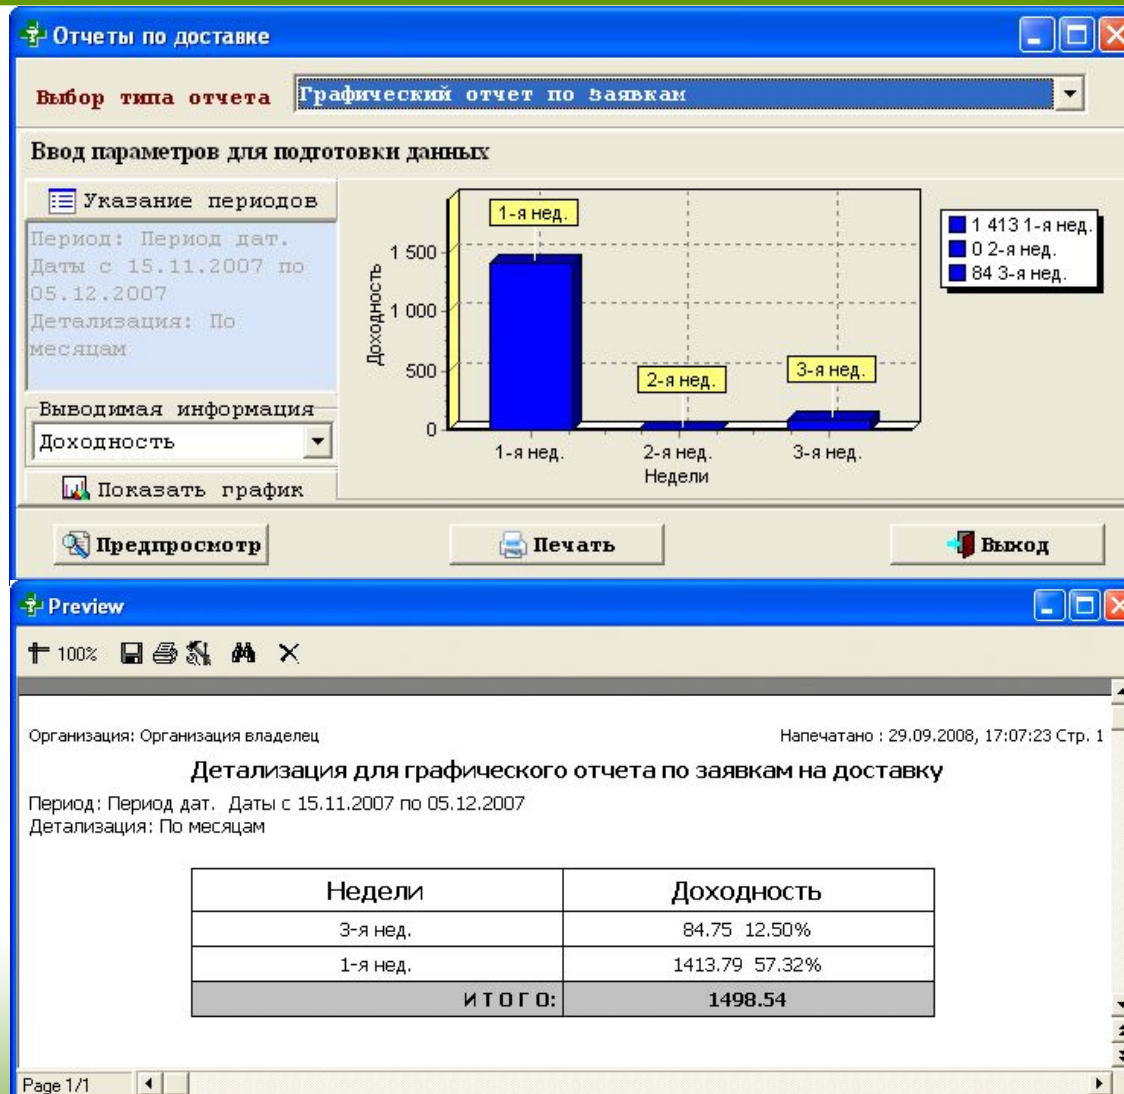 Отчеты по доставке
Выбор типа отчета Графический отчет по заявкам
Ввод параметров для подготовки данных
Указание периодов
Период: Период дат.
Даты с 15.11.2007 по
05.12.2007
Детализация: По
месяцам
Выводимая информация
Доходность
Показать график
Доходность
1 500
1 000
500
0
1-я нед.
2-я нед.
3-я нед.
1-я нед. 2-я нед. 3-я нед.
Недели
1 413 1-я нед.
0 2-я нед.
84 3-я нед.
Предпросмотр Печать Выход
Preview
100%
Организация: Организация владелец Напечатано : 29.09.2008, 17:07:23 Стр. 1
Детализация для графического отчета по заявкам на доставку
Период: Период дат. Даты с 15.11.2007 по 05.12.2007
Детализация: По месяцам
Недели Доходность
3-я нед. 84.75 12.50%
1-я нед. 1413.79 57.32%
И Т О Г О: 1498.54
Page 1/1